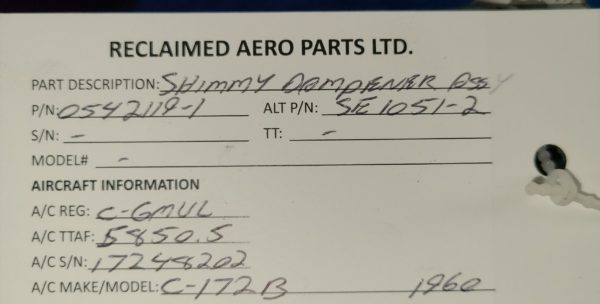 RECLAIMED AERO PARTS LTD.
PART DESCRIPTION: SHIMMY DAMPENER ASSY
P/N: 0542119-1 ALT P/N: SE1051-2
S/N: - TT: -
MODEL# -
AIRCRAFT INFORMATION
A/C REG: C-GMUL
A/C TTAF: 5850.5
A/C S/N: 17248202
A/C MAKE/MODEL: C-172B 1960